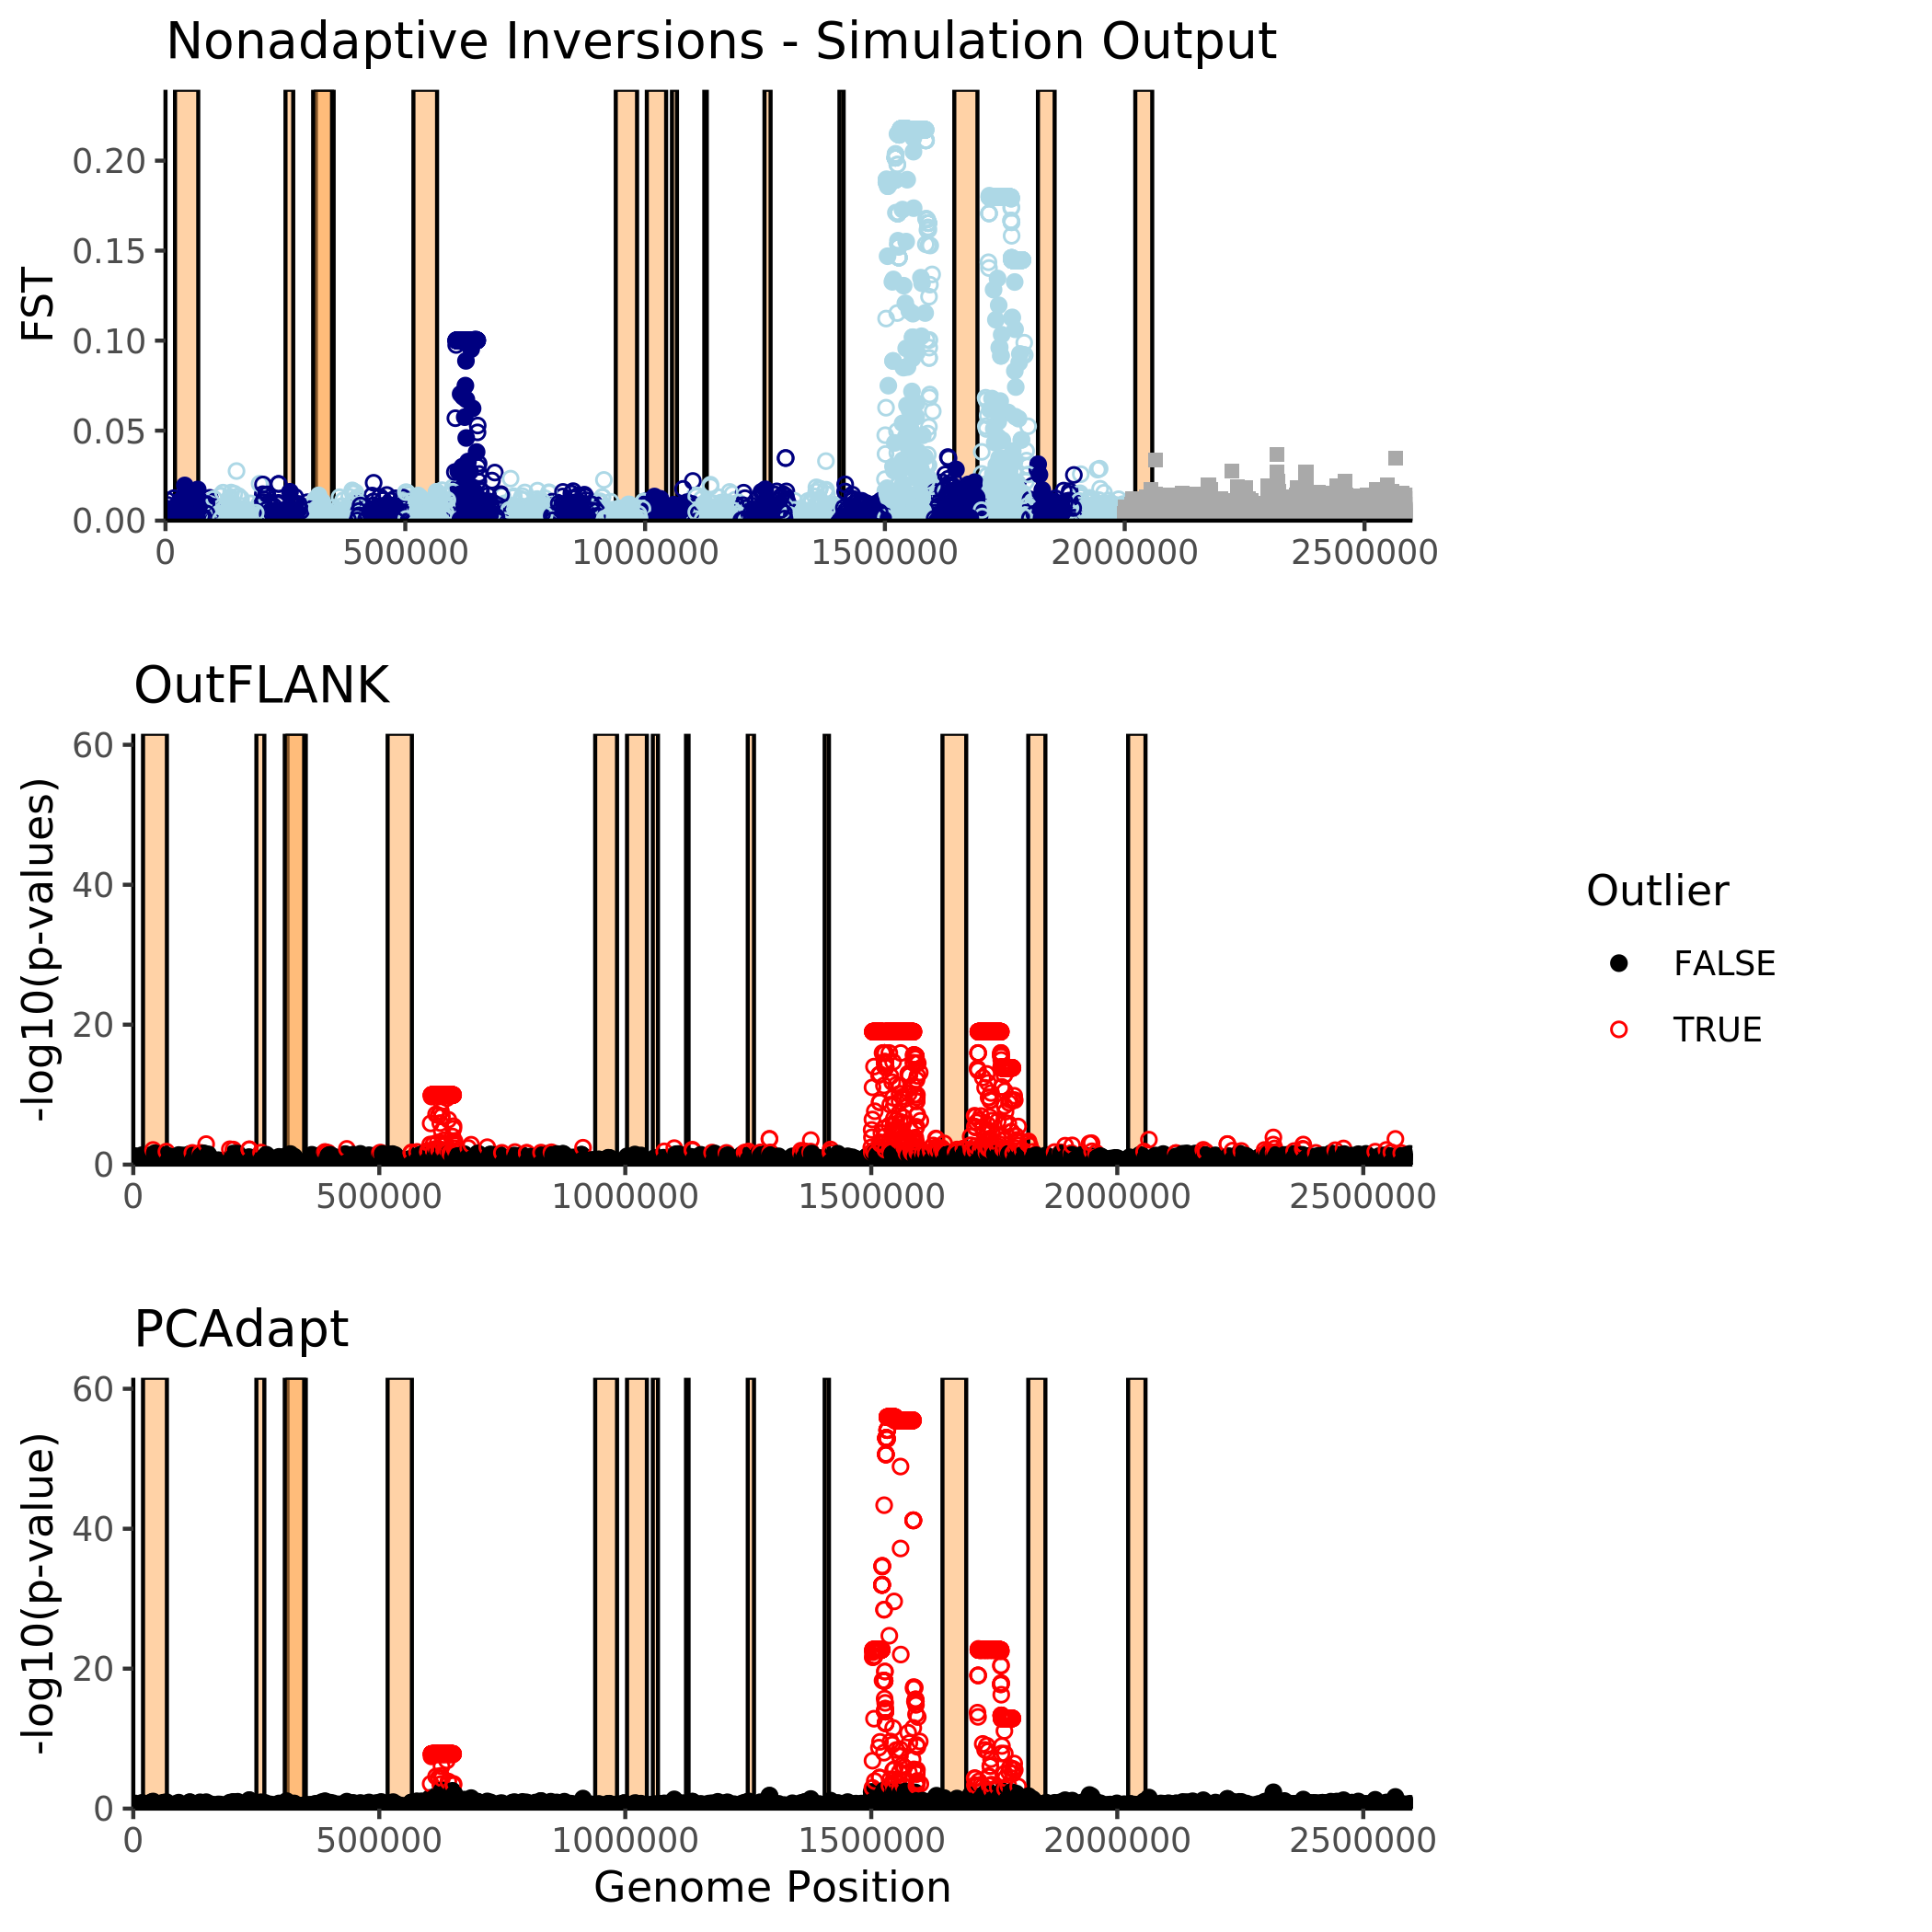 Nonadaptive Inversions - Simulation Output
FST
0.20
0.15
0.10
0.05
0.00
0 500000 1000000 1500000 2000000 2500000
OutFLANK
-log10(p-values)
60
40
20
0
0 500000 1000000 1500000 2000000 2500000
Outlier
FALSE
TRUE
PCAdapt
-log10(p-value)
60
40
20
0
0 500000 1000000 1500000 2000000 2500000
Genome Position